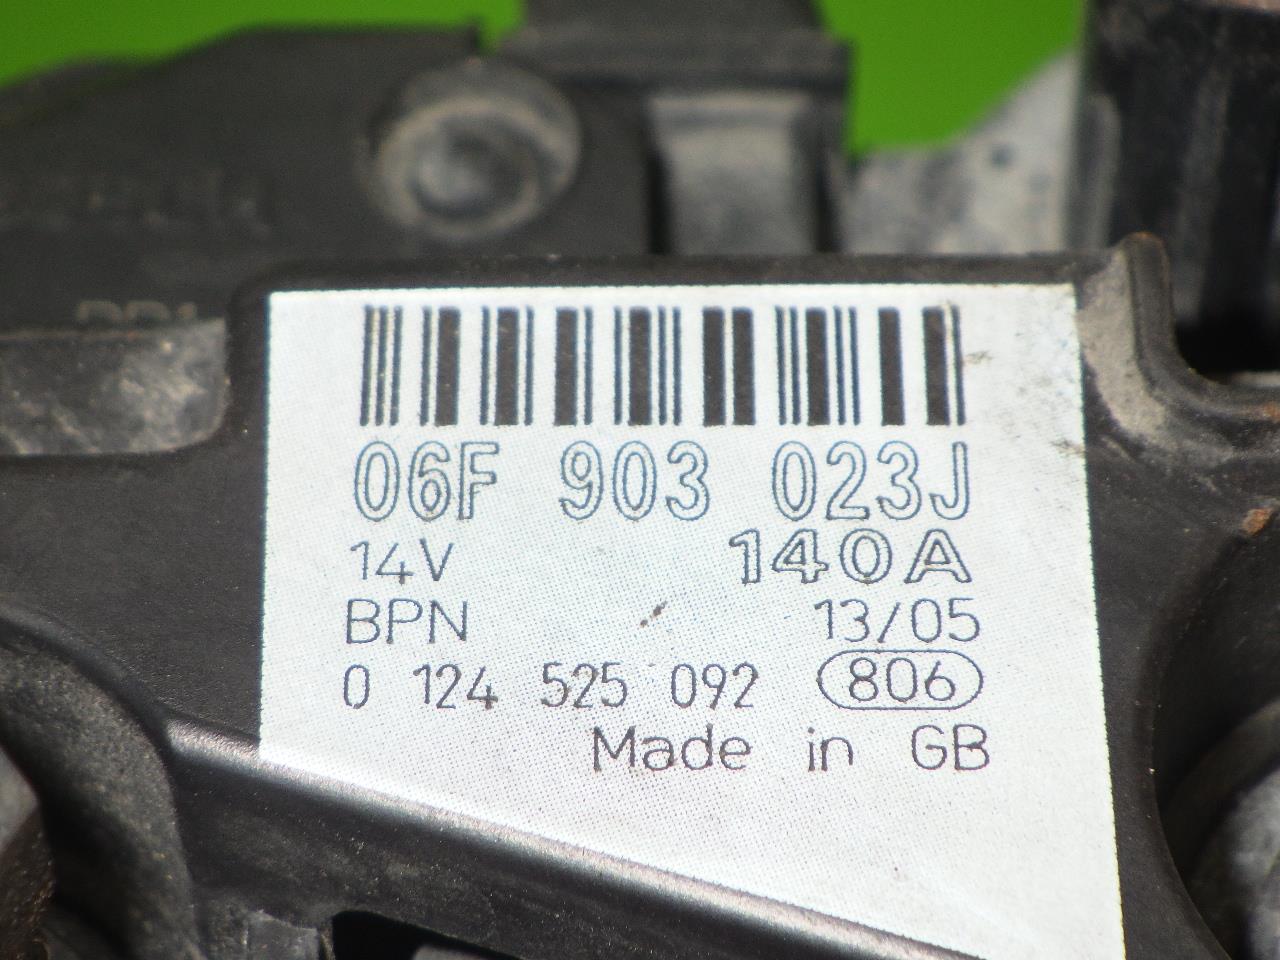 06F 903 023J
14V 140A
BPN 13/05
0 124 525 092 806
Made in GB